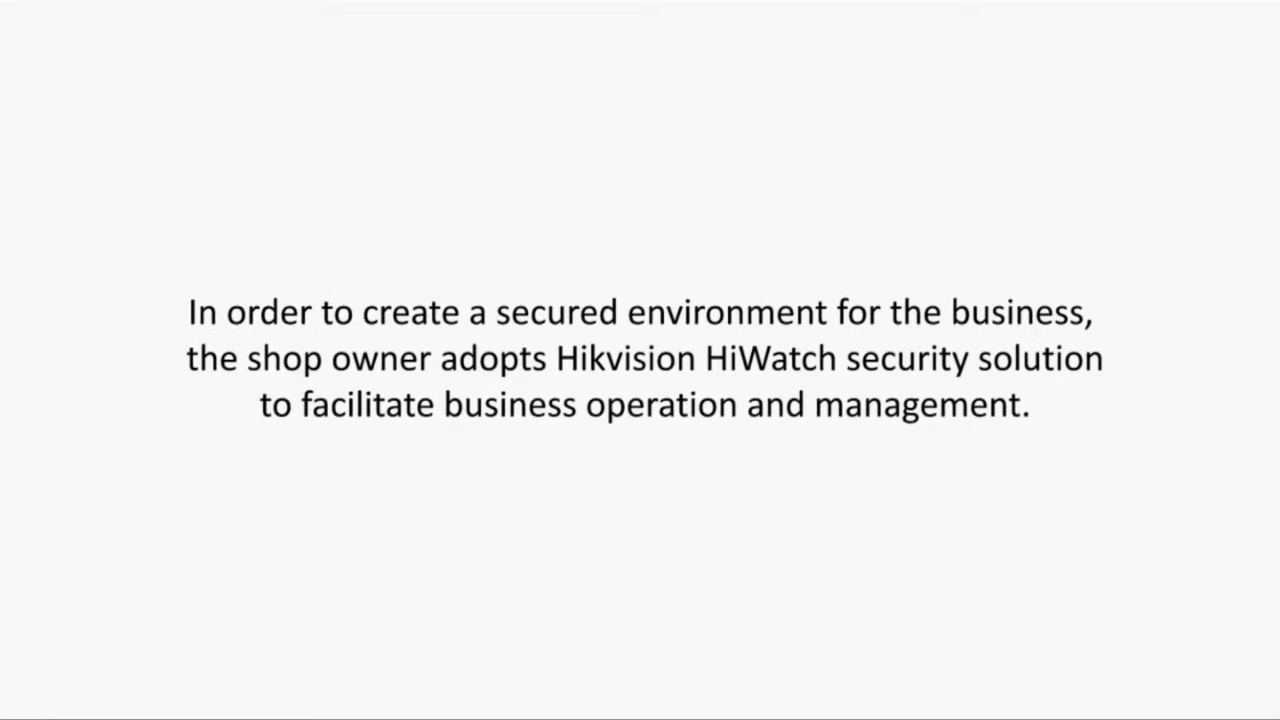 In order to create a secured environment for the business,
the shop owner adopts Hikvision HiWatch security solution
to facilitate business operation and management.